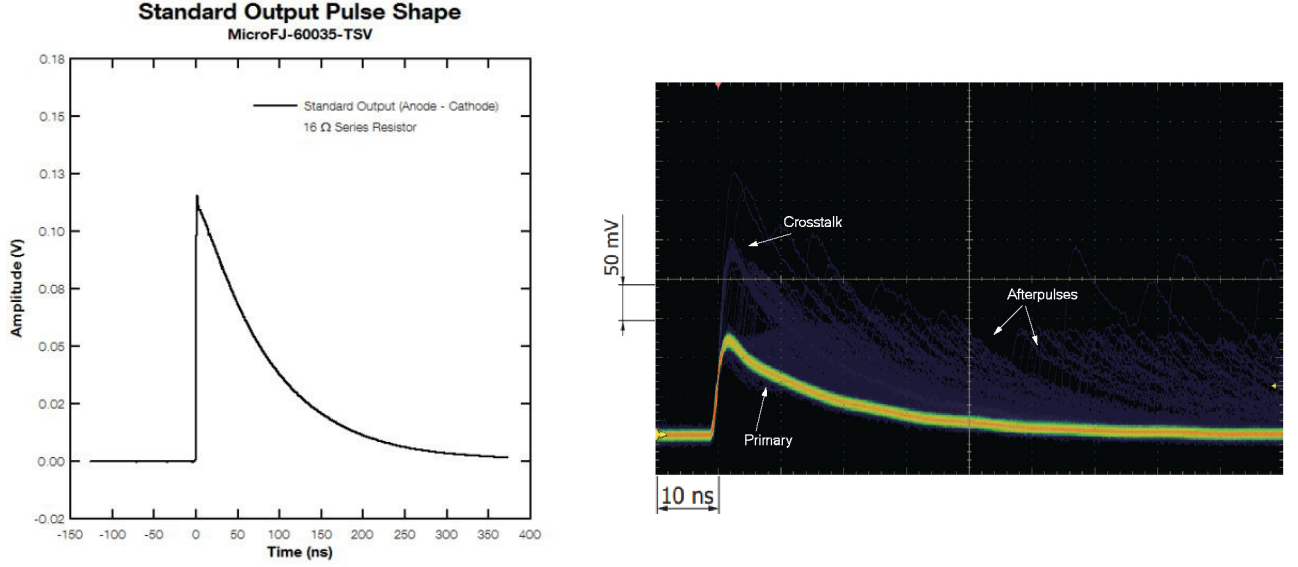 Standard Output Pulse Shape
MicroFJ-60035-TSV
0.18
0.15
0.13
0.10
0.08
0.05
0.02
0.00
-0.02
Amplitude (V)
Standard Output (Anode - Cathode)
16 Ω Series Resistor
-150 -100 -50 0 50 100 150 200 250 300 350 400
Time (ns)
50 mV
Crosstalk
Afterpulses
Primary
10 ns